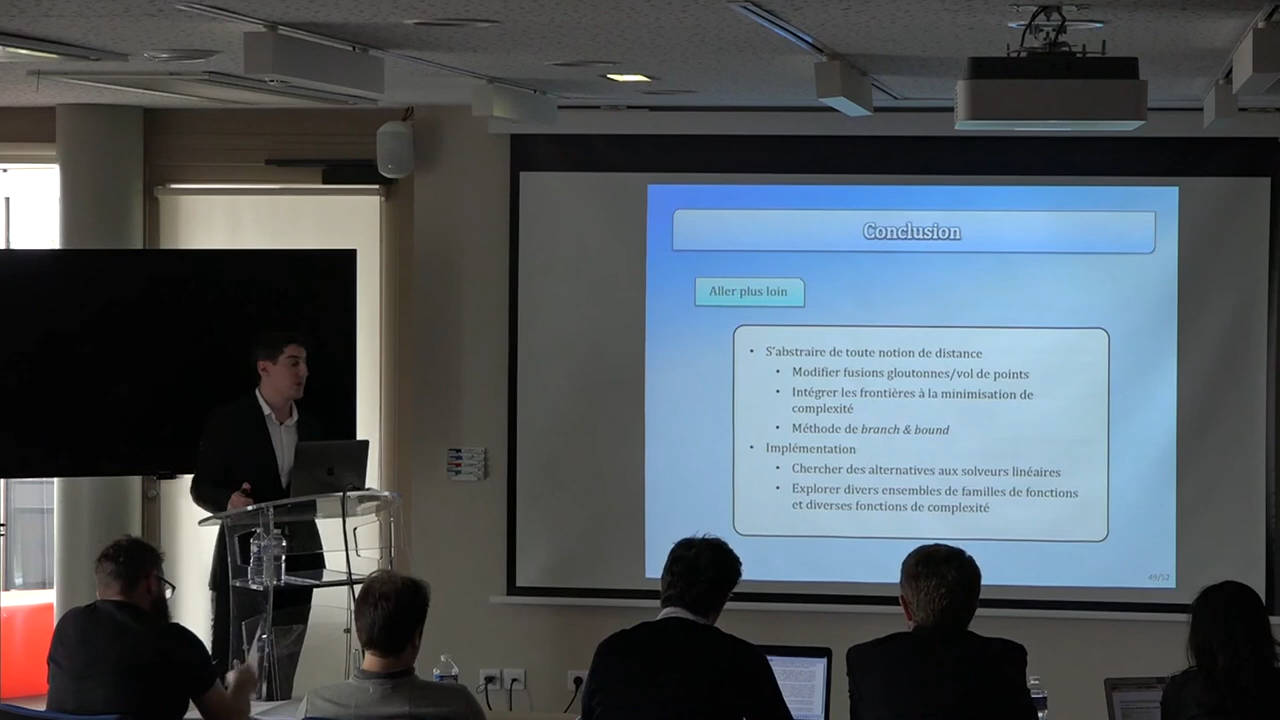 Conclusion
Aller plus loin
• S'abstraire de toute notion de distance
• Modifier fusions gloutonnes/vol de points
• Intégrer les frontières à la minimisation de
complexité
• Méthode de branch & bound
• Implémentation
• Chercher des alternatives aux solveurs linéaires
• Explorer divers ensembles de familles de fonctions
et diverses fonctions de complexité
49/52